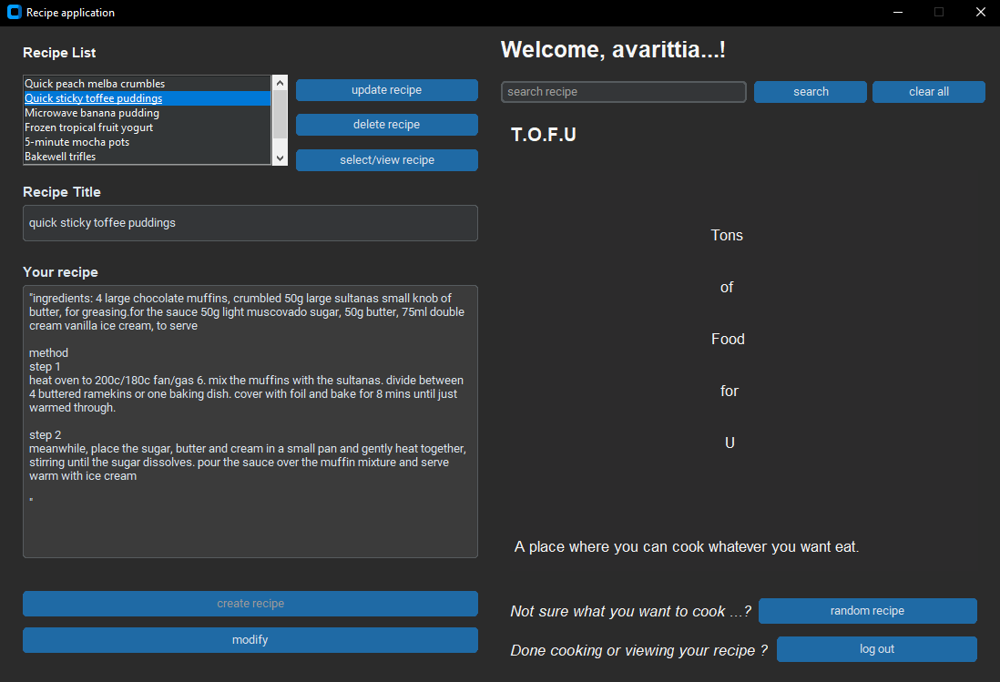 Recipe application
Recipe List
Quick peach melba crumbles
Quick sticky toffee puddings
Microwave banana pudding
Frozen tropical fruit yogurt
5-minute mocha pots
Bakewell trifles
update recipe
delete recipe
select/view recipe
Recipe Title
quick sticky toffee puddings
Your recipe
"ingredients: 4 large chocolate muffins, crumbled 50g large sultanas small knob of
butter, for greasing.for the sauce 50g light muscovado sugar, 50g butter, 75ml double
cream vanilla ice cream, to serve
method
step 1
heat oven to 200c/180c fan/gas 6. mix the muffins with the sultanas. divide between
4 buttered ramekins or one baking dish. cover with foil and bake for 8 mins until just
warmed through.
step 2
meanwhile, place the sugar, butter and cream in a small pan and gently heat together,
stirring until the sugar dissolves. pour the sauce over the muffin mixture and serve
warm with ice cream
"
create recipe
modify
Welcome, avarittia...!
search recipe
search
clear all
T.O.F.U
Tons
of
Food
for
U
A place where you can cook whatever you want eat.
Not sure what you want to cook ...?
random recipe
Done cooking or viewing your recipe ?
log out